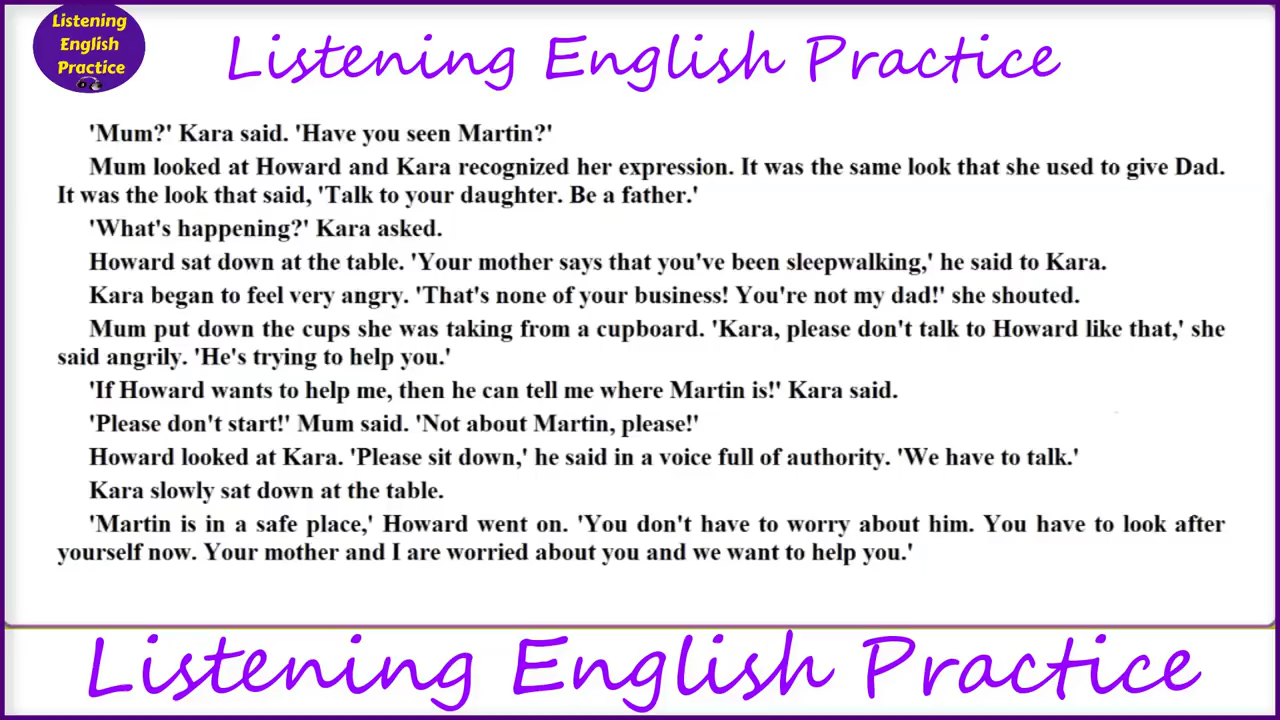 Listening
English
Practice
Listening English Practice
'Mum?' Kara said. 'Have you seen Martin?'
Mum looked at Howard and Kara recognized her expression. It was the same look that she used to give Dad.
It was the look that said, 'Talk to your daughter. Be a father.'
'What's happening?' Kara asked.
Howard sat down at the table. 'Your mother says that you've been sleepwalking,' he said to Kara.
Kara began to feel very angry. 'That's none of your business! You're not my dad!' she shouted.
Mum put down the cups she was taking from a cupboard. 'Kara, please don't talk to Howard like that,' she
said angrily. 'He's trying to help you.'
'If Howard wants to help me, then he can tell me where Martin is!' Kara said.
'Please don't start!' Mum said. 'Not about Martin, please!'
Howard looked at Kara. 'Please sit down,' he said in a voice full of authority. 'We have to talk.'
Kara slowly sat down at the table.
'Martin is in a safe place,' Howard went on. 'You don't have to worry about him. You have to look after
yourself now. Your mother and I are worried about you and we want to help you.'
Listening English Practice